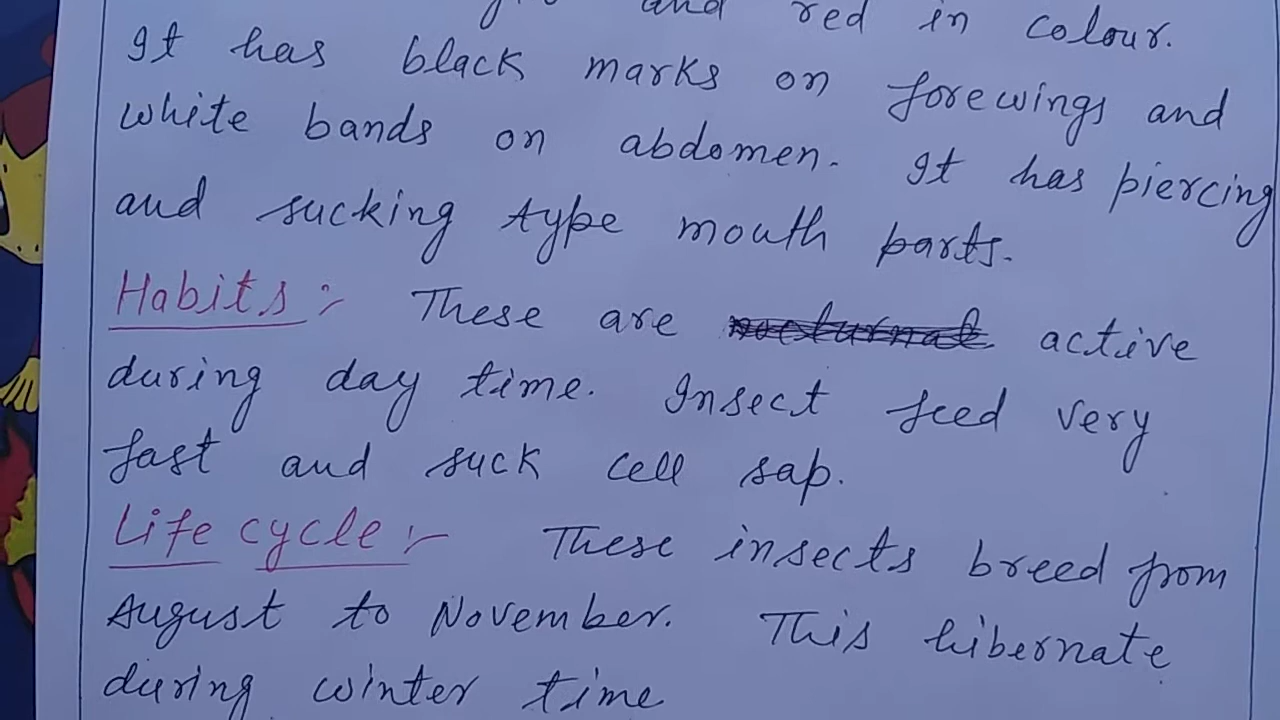 and red in colour.
It has black marks on forewings and
white bands on abdomen. It has piercing
and sucking type mouth parts.
Habits :- These are nocturnal active
during day time. Insect feed very
fast and suck cell sap.
Life cycle :- These insects breed from
August to November. This hibernate
during winter time